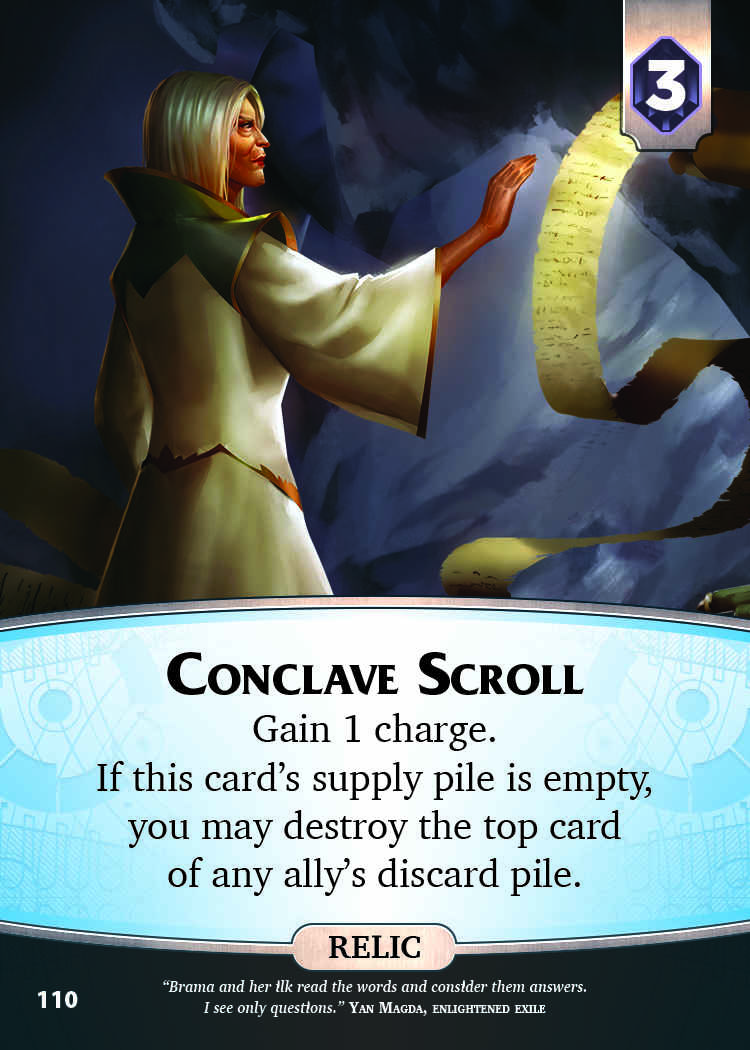 3
Conclave Scroll
Gain 1 charge.
If this card’s supply pile is empty,
you may destroy the top card
of any ally’s discard pile.
RELIC
110
“Brama and her ilk read the words and consider them answers.
I see only questions.” Yan Magda, enlightened exile